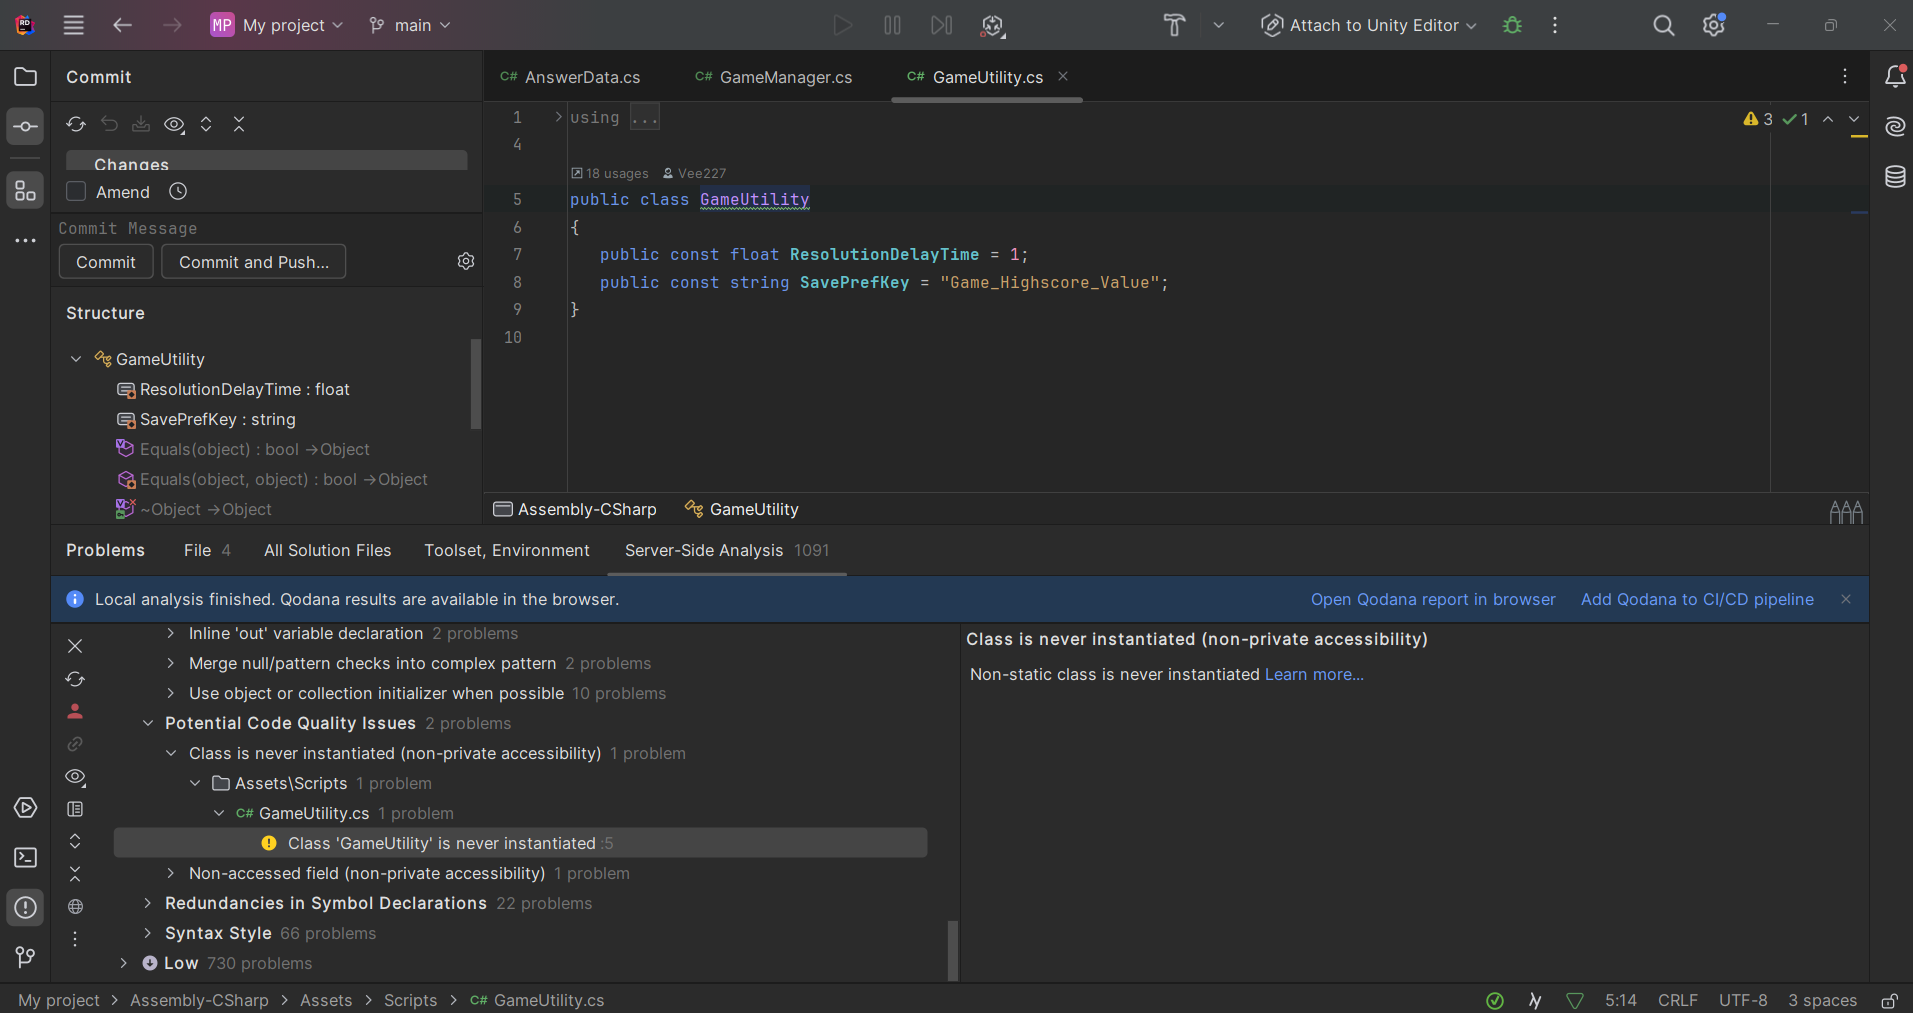 MP My project main Attach to Unity Editor
Commit
Changes
Amend
Commit Message
Commit Commit and Push...
Structure
GameUtility
ResolutionDelayTime : float
SavePrefKey : string
Equals(object) : bool →Object
Equals(object, object) : bool →Object
~Object →Object
C# AnswerData.cs C# GameManager.cs C# GameUtility.cs
1 using ... 3 1
4
18 usages Vee227
5 public class GameUtility
6 {
7 public const float ResolutionDelayTime = 1;
8 public const string SavePrefKey = "Game_Highscore_Value";
9 }
10
Assembly-CSharp GameUtility
Problems File 4 All Solution Files Toolset, Environment Server-Side Analysis 1091
Local analysis finished. Qodana results are available in the browser. Open Qodana report in browser Add Qodana to CI/CD pipeline
Inline 'out' variable declaration 2 problems
Merge null/pattern checks into complex pattern 2 problems
Use object or collection initializer when possible 10 problems
Potential Code Quality Issues 2 problems
Class is never instantiated (non-private accessibility) 1 problem
Assets\Scripts 1 problem
C# GameUtility.cs 1 problem
Class 'GameUtility' is never instantiated :5
Non-accessed field (non-private accessibility) 1 problem
Redundancies in Symbol Declarations 22 problems
Syntax Style 66 problems
Low 730 problems
Class is never instantiated (non-private accessibility)
Non-static class is never instantiated Learn more...
My project > Assembly-CSharp > Assets > Scripts > C# GameUtility.cs 5:14 CRLF UTF-8 3 spaces